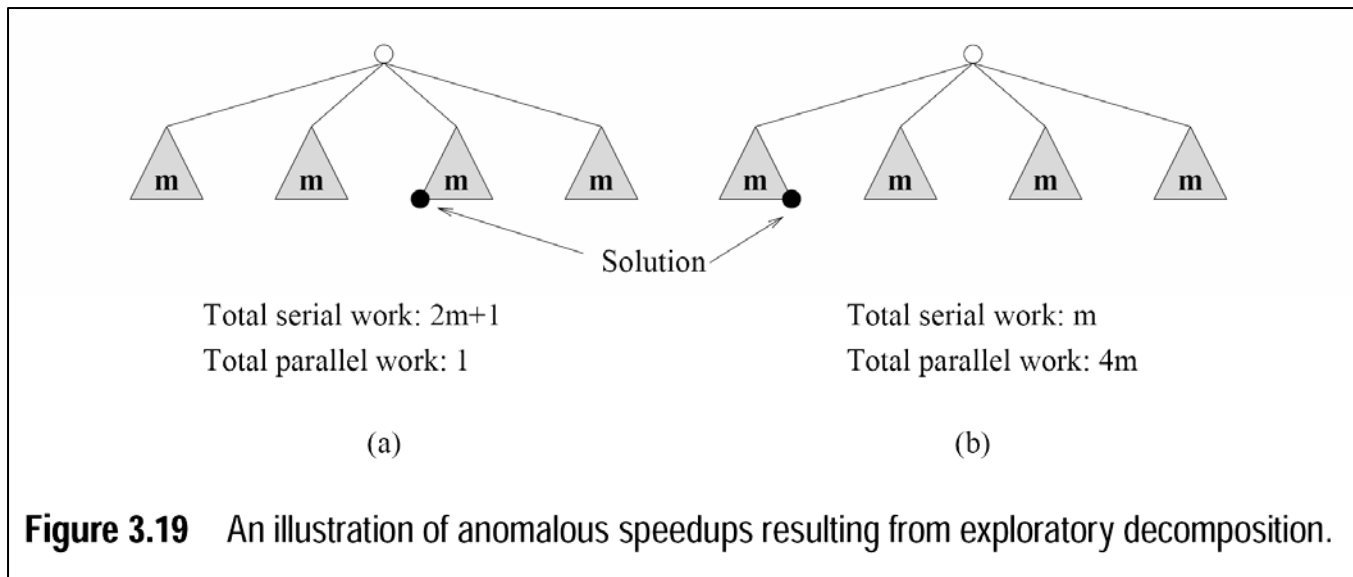 m m m m m m m m
Solution
Total serial work: 2m+1
Total parallel work: 1
Total serial work: m
Total parallel work: 4m
(a)
(b)
Figure 3.19 An illustration of anomalous speedups resulting from exploratory decomposition.